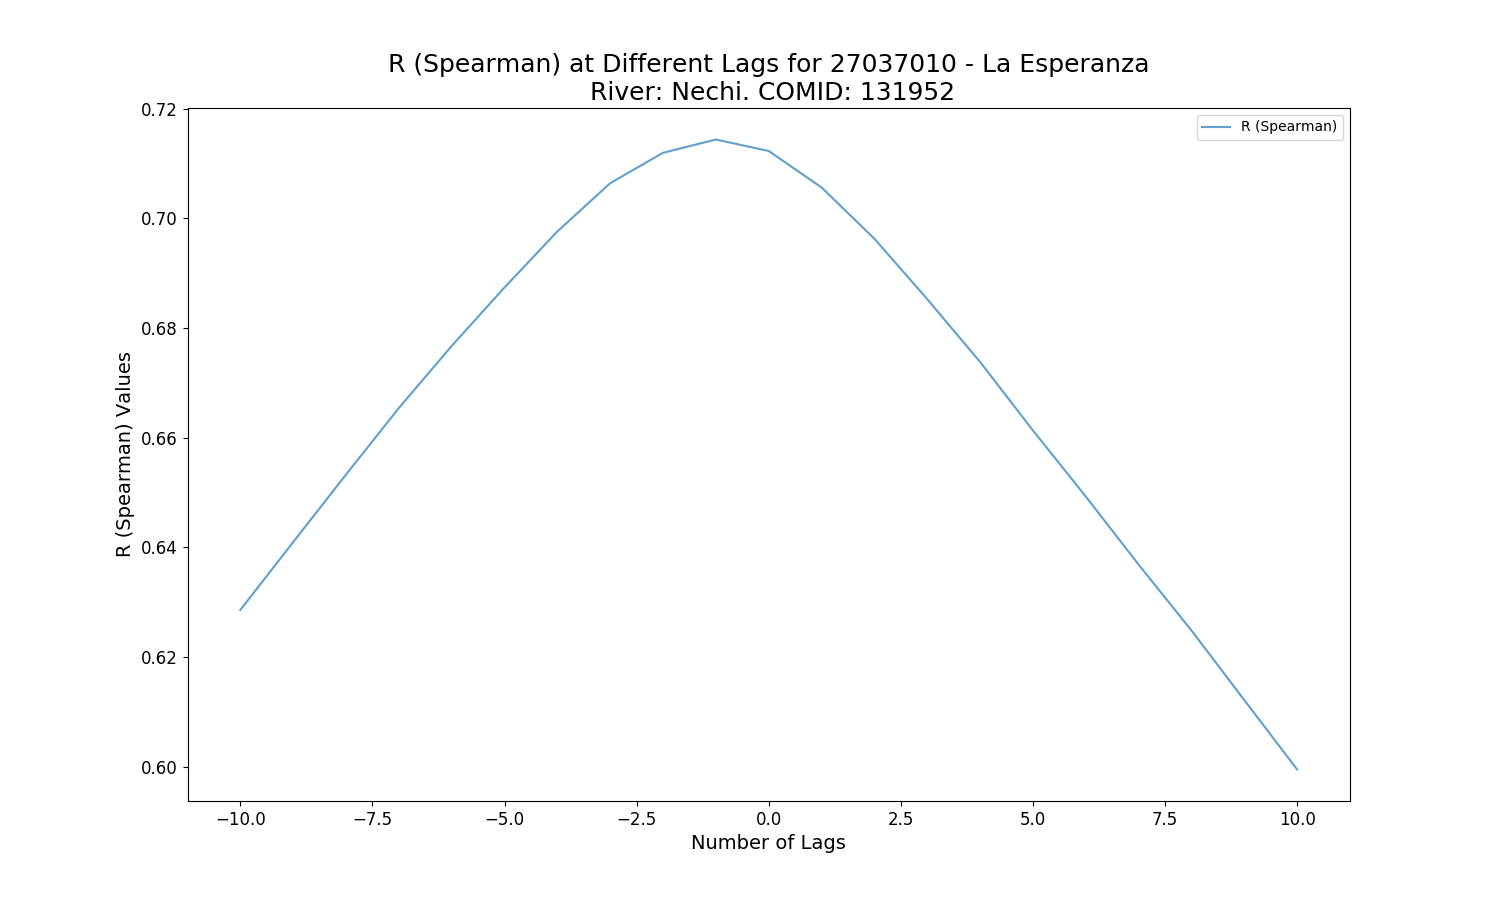 R (Spearman) at Different Lags for 27037010 - La Esperanza
River: Nechi. COMID: 131952
R (Spearman)
R (Spearman) Values
0.72
0.70
0.68
0.66
0.64
0.62
0.60
−10.0 −7.5 −5.0 −2.5 0.0 2.5 5.0 7.5 10.0
Number of Lags